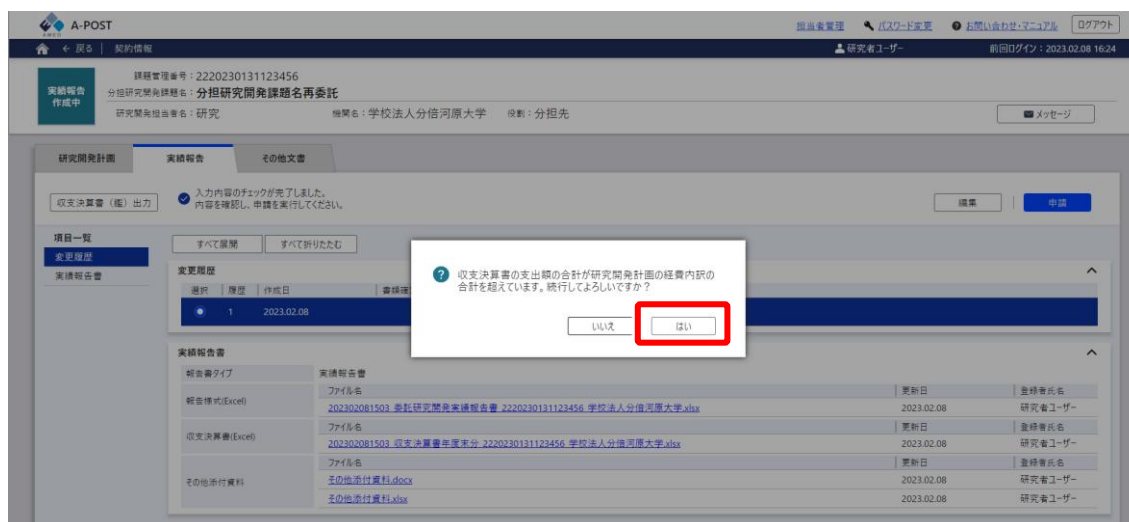 A-POST
AMED
担当者管理 パスワード変更 お問い合わせ・マニュアル ログアウト
← 戻る 契約情報 研究者ユーザー 前回ログイン：2023.02.08 16:24
実績報告
作成中
課題管理番号：2220230131123456
分担研究開発課題名：分担研究開発課題名再委託
研究開発担当者名：研究 機関名：学校法人分倍河原大学 役割：分担先
メッセージ
研究開発計画 実績報告 その他文書
収支決算書（鑑）出力
入力内容のチェックが完了しました。
内容を確認し、申請を実行してください。
編集 申請
項目一覧
変更履歴
実績報告書
すべて展開 すべて折りたたむ
変更履歴
選択 履歴 作成日
1 2023.02.08
収支決算書の支出額の合計が研究開発計画の経費内訳の
合計を超えています。続行してよろしいですか？
いいえ はい
実績報告書
報告書タイプ 実績報告書
報告様式(Excel)
ファイル名 更新日 登録者氏名
202302081503_委託研究開発実績報告書_2220230131123456_学校法人分倍河原大学.xlsx 2023.02.08 研究者ユーザー
収支決算書(Excel)
ファイル名 更新日 登録者氏名
202302081503_収支決算書年度末分_2220230131123456_学校法人分倍河原大学.xlsx 2023.02.08 研究者ユーザー
その他添付資料
ファイル名 更新日 登録者氏名
その他添付資料.docx 2023.02.08 研究者ユーザー
その他添付資料.xlsx 2023.02.08 研究者ユーザー